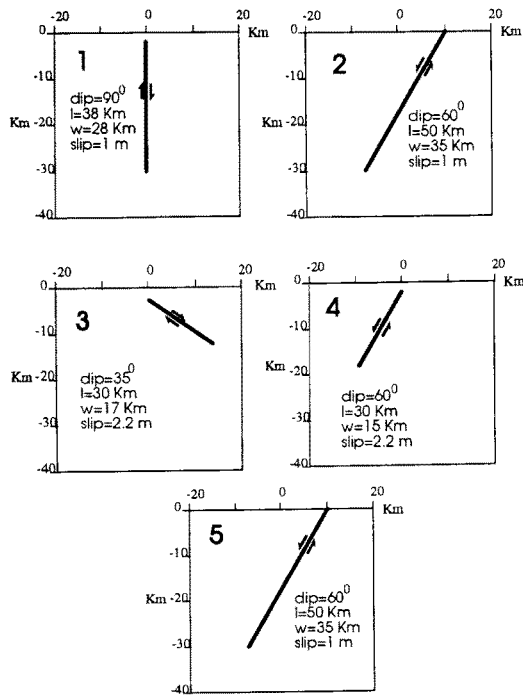 -20 0 20 Km
0
-10
Km -20
-30
-40
1
dip=90⁰
l=38 Km
w=28 Km
slip=1 m
-20 0 20
Km
0
-10
-20
-30
-40
2
dip=60⁰
l=50 Km
w=35 Km
slip=1 m
-20 0 20
Km
0
-10
Km -20
-30
-40
3
dip=35⁰
l=30 Km
w=17 Km
slip=2.2 m
-20 0 20
Km
0
-10
-20
-30
-40
4
dip=60⁰
l=30 Km
w=15 Km
slip=2.2 m
-20 0 20
Km
0
-10
Km -20
-30
-40
5
dip=60⁰
l=50 Km
w=35 Km
slip=1 m